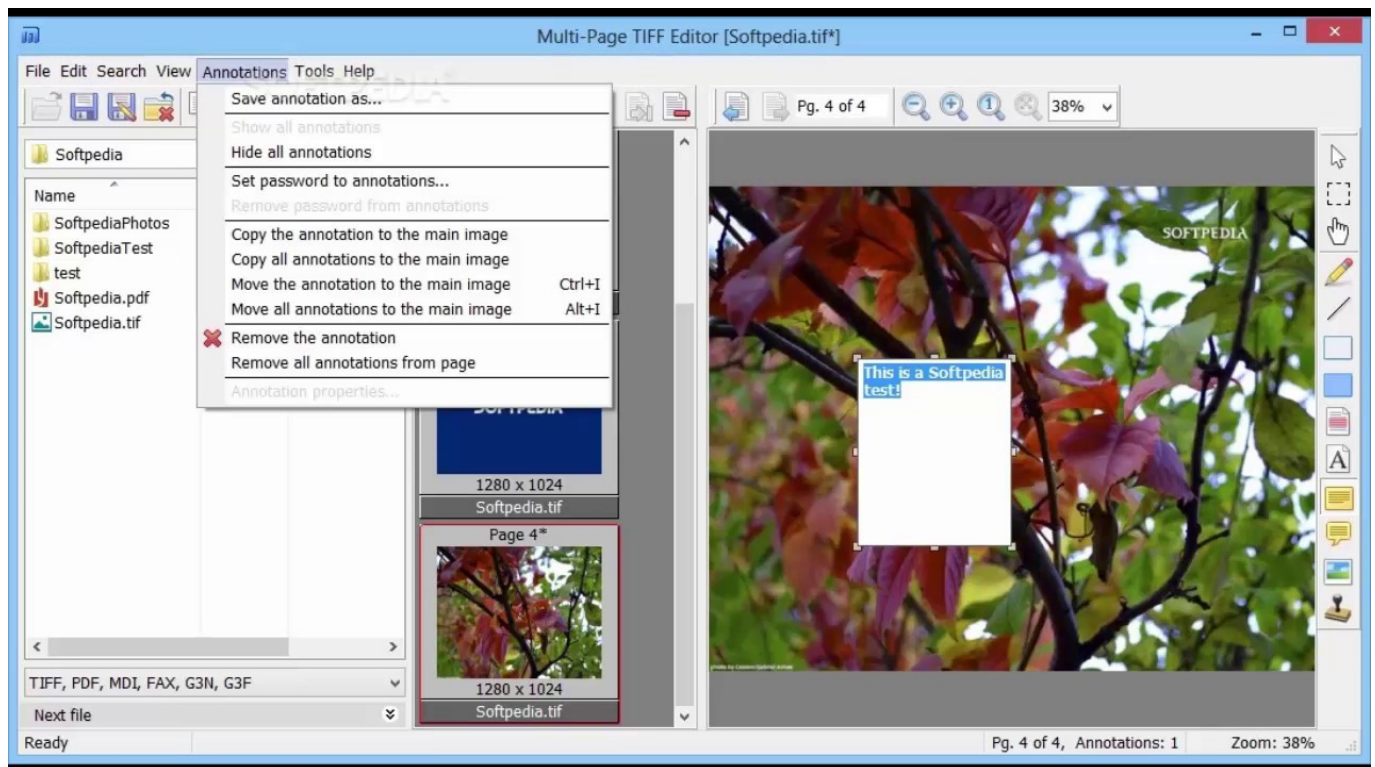 Multi-Page TIFF Editor [Softpedia.tif*]
File Edit Search View Annotations Tools Help
Pg. 4 of 4
38%
Save annotation as...
Show all annotations
Hide all annotations
Set password to annotations...
Remove password from annotations
Copy the annotation to the main image
Copy all annotations to the main image
Move the annotation to the main image Ctrl+I
Move all annotations to the main image Alt+I
Remove the annotation
Remove all annotations from page
Annotation properties...
Softpedia
Name
SoftpediaPhotos
SoftpediaTest
test
Softpedia.pdf
Softpedia.tif
TIFF, PDF, MDI, FAX, G3N, G3F
Next file
SOFTPEDIA
1280 x 1024
Softpedia.tif
Page 4*
1280 x 1024
Softpedia.tif
SOFTPEDIA
This is a Softpedia
test!
A
Ready
Pg. 4 of 4, Annotations: 1
Zoom: 38%